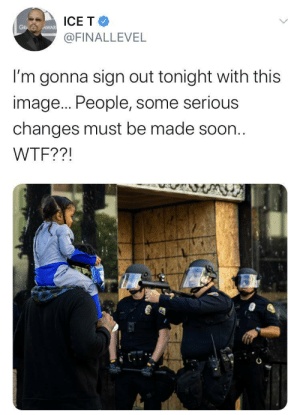 ICE T
@FINALLEVEL
I'm gonna sign out tonight with this
image... People, some serious
changes must be made soon..
WTF??!